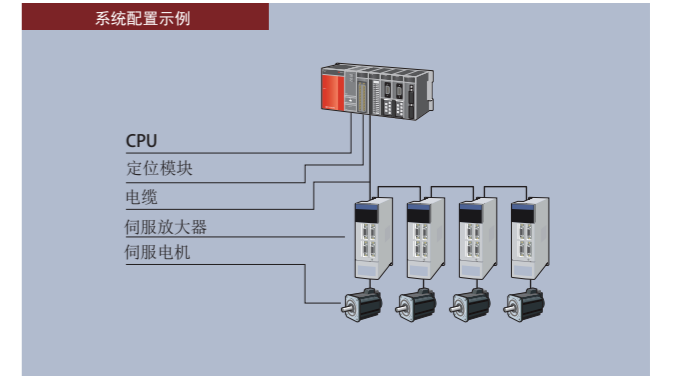 系统配置示例
CPU
定位模块
电缆
伺服放大器
伺服电机